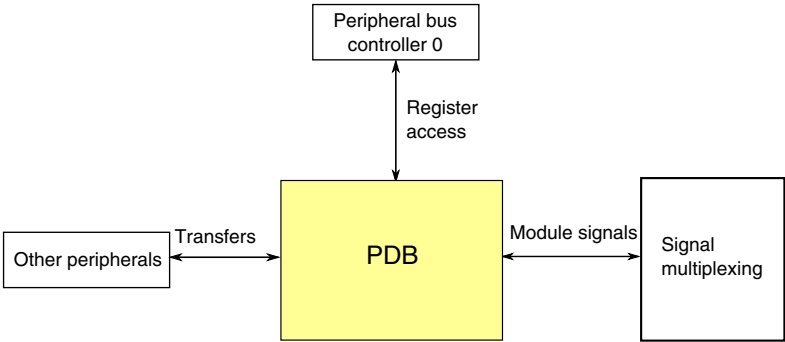 Peripheral bus
controller 0
Register
access
Other peripherals
Transfers
PDB
Module signals
Signal
multiplexing